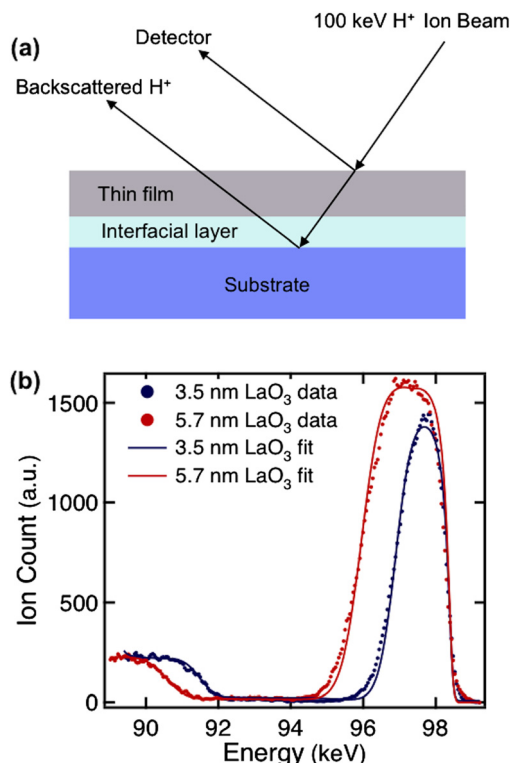 100 keV H⁺ Ion Beam
Detector
(a)
Backscattered H⁺
Thin film
Interfacial layer
Substrate
(b)
3.5 nm LaO₃ data
5.7 nm LaO₃ data
3.5 nm LaO₃ fit
5.7 nm LaO₃ fit
1500
1000
500
0
Ion Count (a.u.)
90 92 94 96 98
Energy (keV)